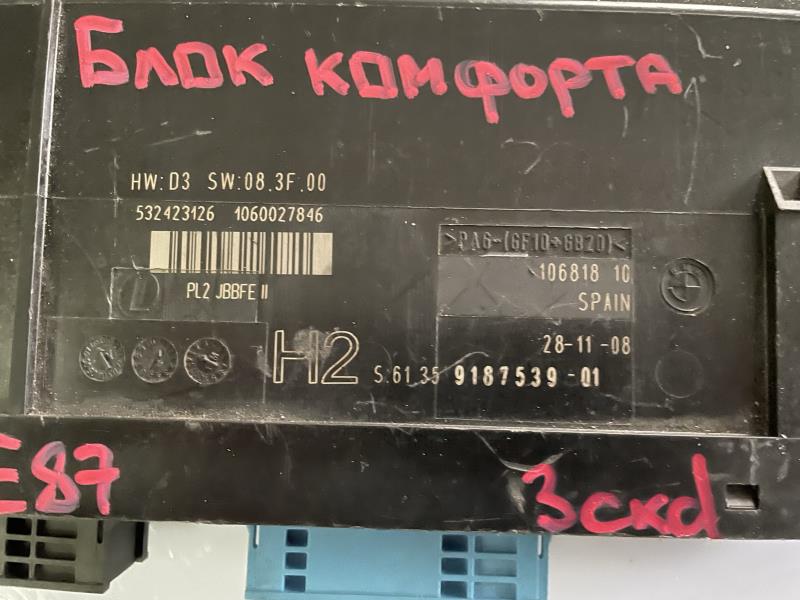 БЛОК КОМФОРТА
HW:D3 SW:08.3F.00
532423126 1060027846
PL2 JBBFE II
>PA6-(GF10+GB20)<
106818 10
SPAIN
28-11-08
H2 S.61.35 9187539-01
E87
3ckd